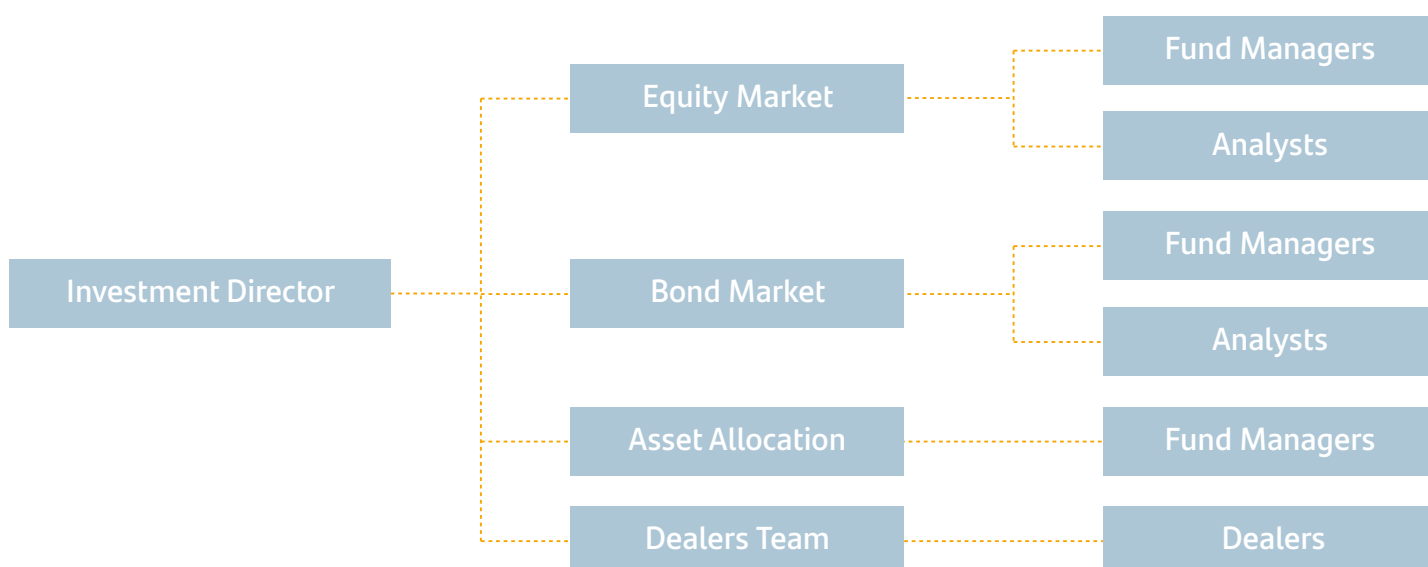 Investment Director
Equity Market
Fund Managers
Analysts
Bond Market
Fund Managers
Analysts
Asset Allocation
Fund Managers
Dealers Team
Dealers